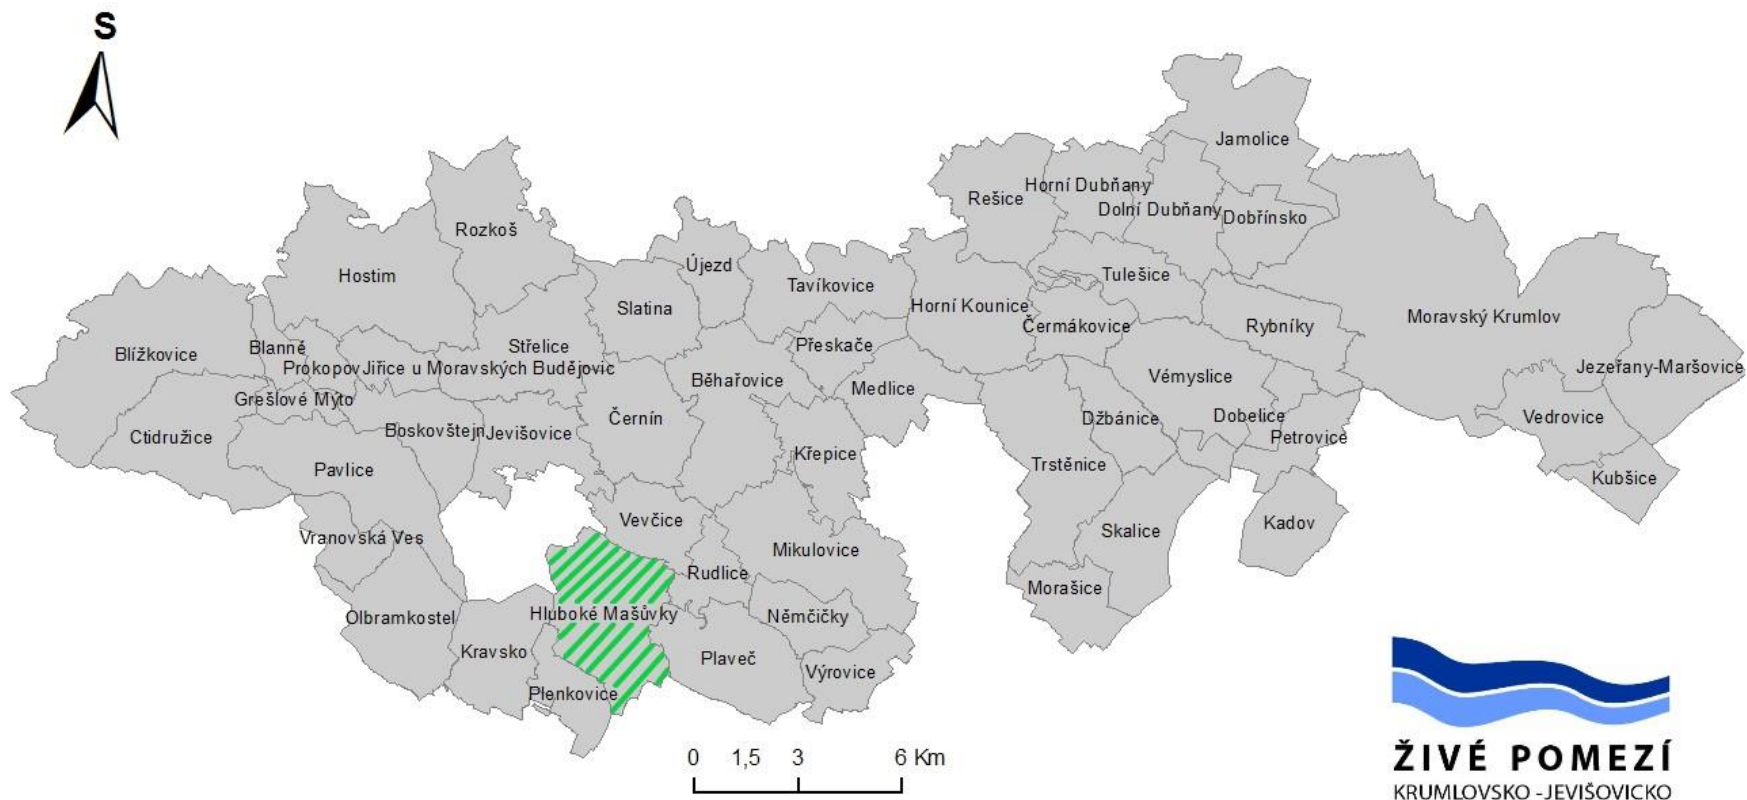 S
Jamolice
Horní Dubňany
Rešice
Dolní Dubňany
Dobřínsko
Rozkoš
Hostim
Újezd
Tavíkovice
Tulešice
Slatina
Horní Kounice
Moravský Krumlov
Čermákovice
Rybníky
Blížkovice
Blanné
Střelice
Přeskače
Prokopov
Jiřice u Moravských Budějovic
Běhařovice
Medlice
Vémyslice
Jezeřany-Maršovice
Grešlové Mýto
Ctidružice
Boskovštejn
Jevišovice
Černín
Džbánice
Dobelice
Petrovice
Vedrovice
Pavlice
Křepice
Trstěnice
Kubšice
Vranovská Ves
Vevčice
Mikulovice
Skalice
Kadov
Rudlice
Morašice
Olbramkostel
Hluboké Mašůvky
Němčičky
Kravsko
Plaveč
Výrovice
Plenkovice
0 1,5 3 6 Km
ŽIVÉ POMEZÍ
KRUMLOVSKO -JEVIŠOVICKO